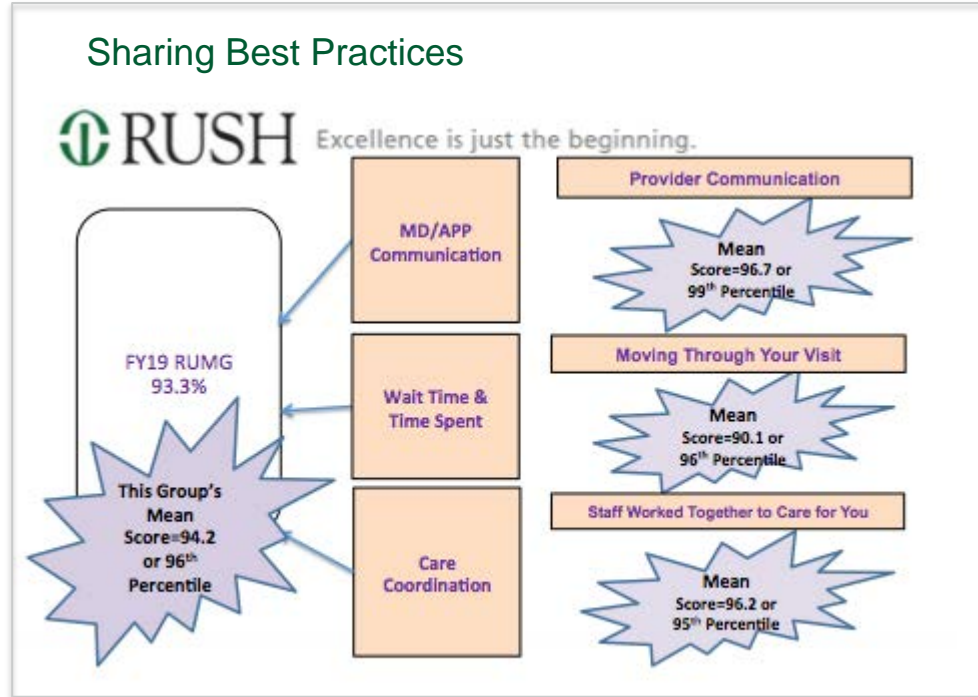 Sharing Best Practices
RUSH Excellence is just the beginning.
FY19 RUMG
93.3%
This Group's
Mean
Score=94.2
or 96th
Percentile
MD/APP
Communication
Wait Time &
Time Spent
Care
Coordination
Provider Communication
Mean
Score=96.7 or
99th Percentile
Moving Through Your Visit
Mean
Score=90.1 or
96th Percentile
Staff Worked Together to Care for You
Mean
Score=96.2 or
95th Percentile